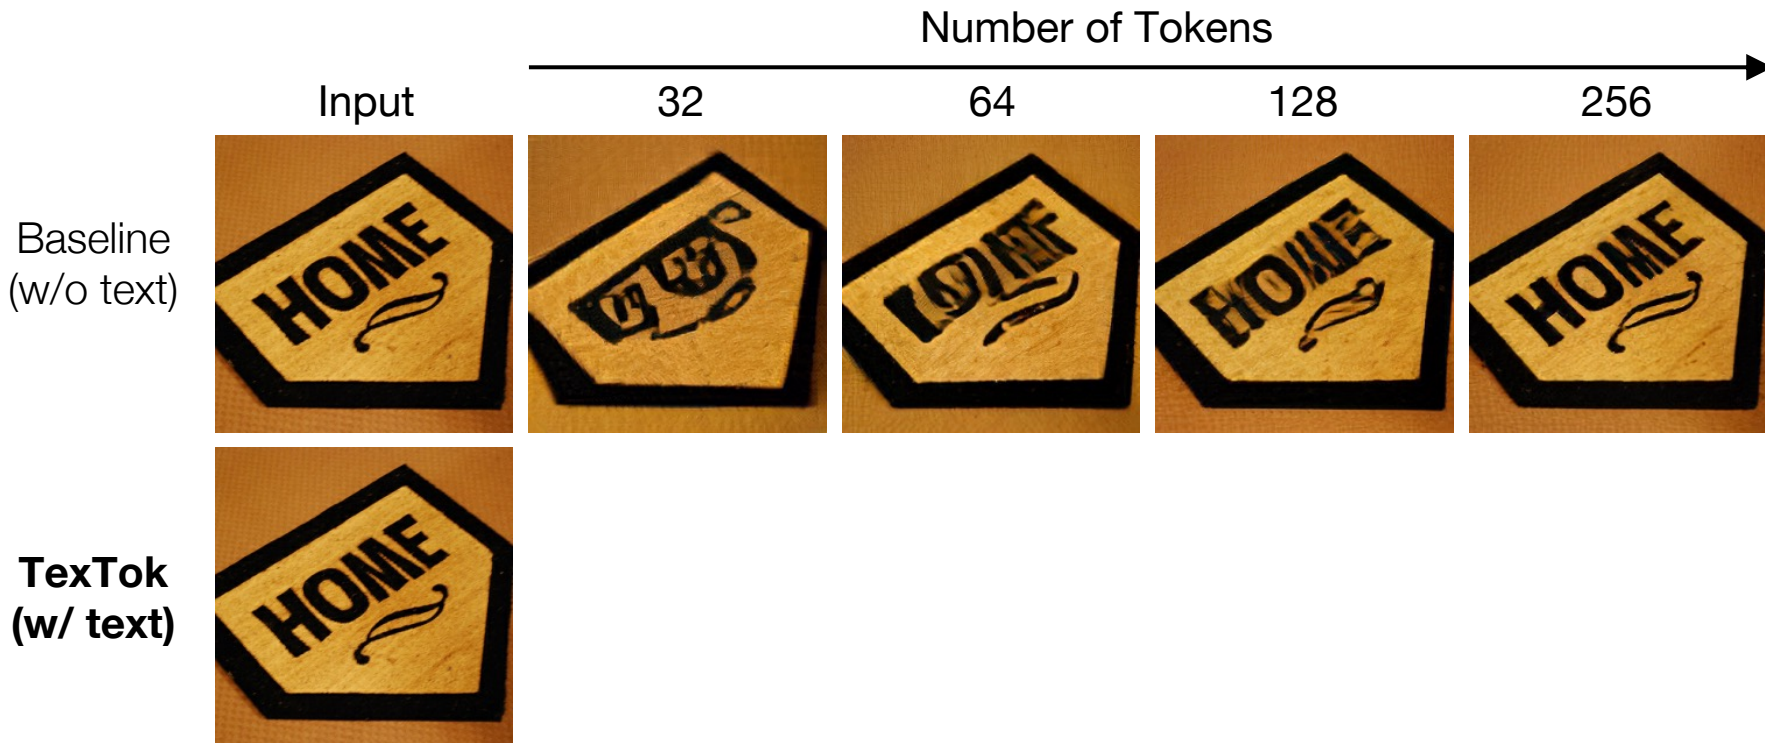 Number of Tokens
Input 32 64 128 256
Baseline
(w/o text)
HOME
HOME
TexTok
(w/ text)
HOME